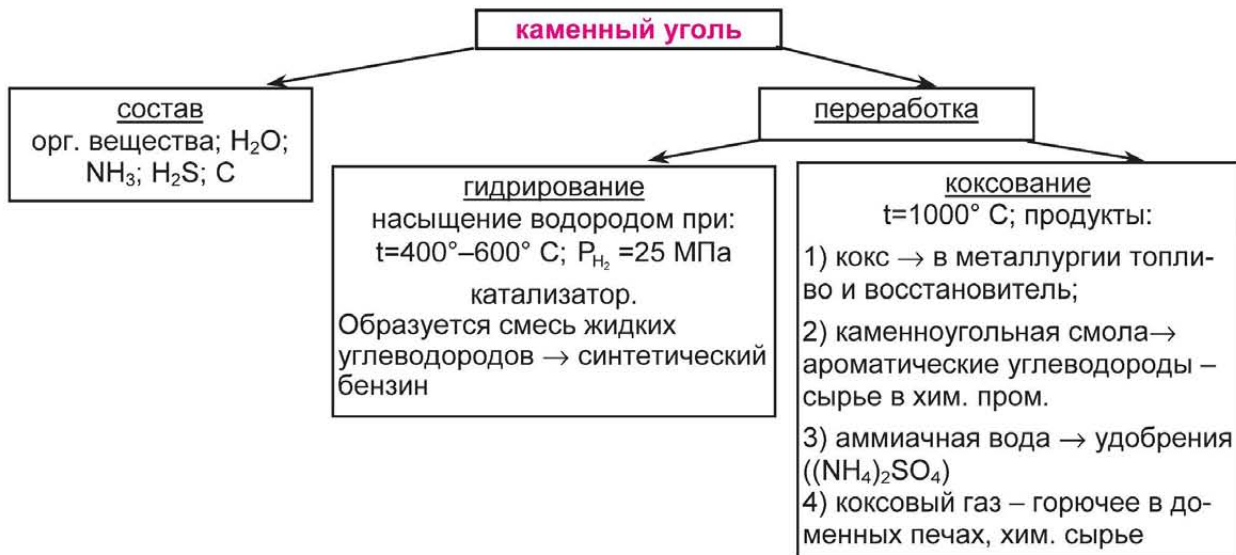 каменный уголь
состав
орг. вещества; H₂O;
NH₃; H₂S; C
переработка
гидрирование
насыщение водородом при:
t=400°–600° C; P_H₂ =25 МПа
катализатор.
Образуется смесь жидких
углеводородов → синтетический
бензин
коксование
t=1000° C; продукты:
1) кокс → в металлургии топли-
во и восстановитель;
2) каменноугольная смола→
ароматические углеводороды –
сырье в хим. пром.
3) аммиачная вода → удобрения
((NH₄)₂SO₄)
4) коксовый газ – горючее в до-
менных печах, хим. сырье